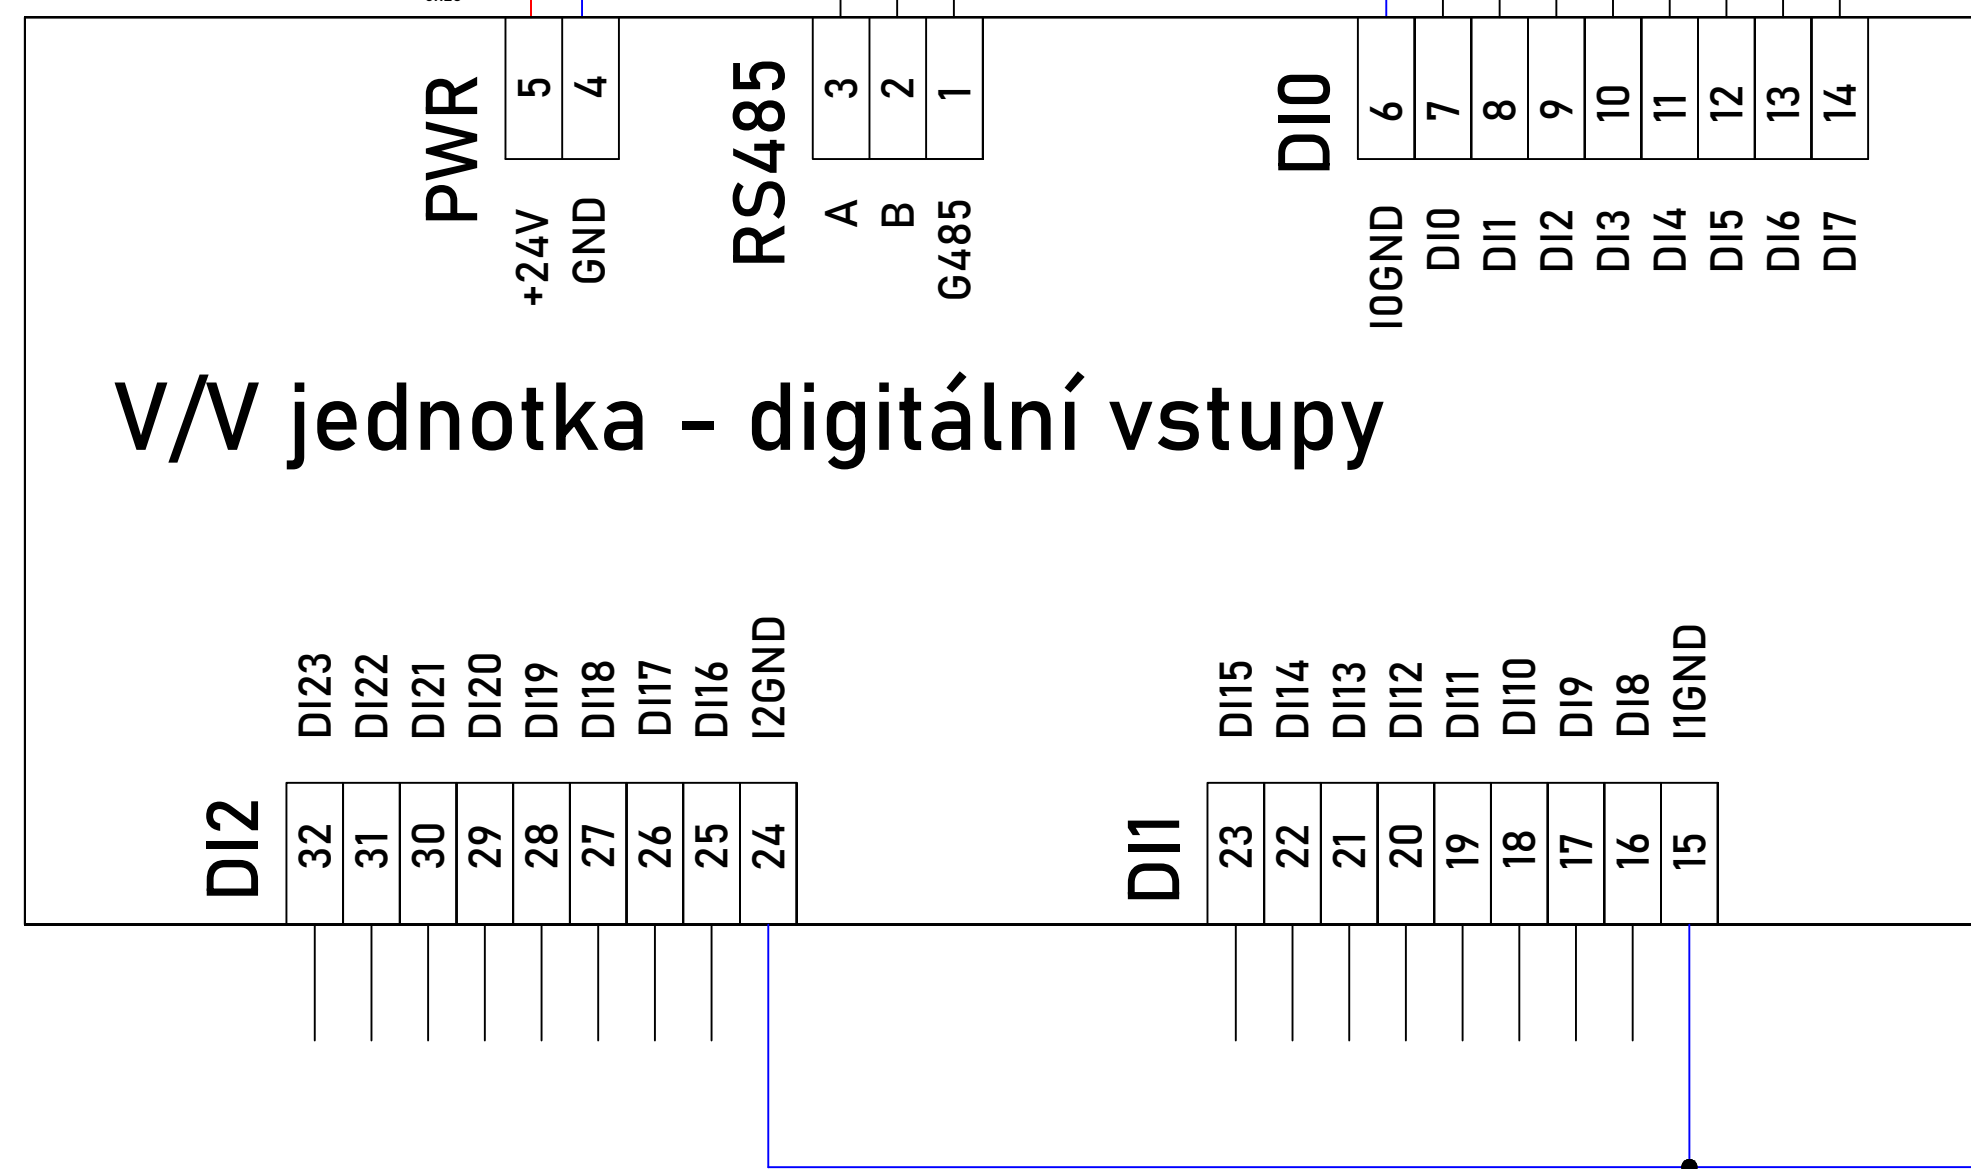 PWR
5
4
+24V
GND
RS485
3
2
1
A
B
G485
DI0
6
7
8
9
10
11
12
13
14
I0GND
DI0
DI1
DI2
DI3
DI4
DI5
DI6
DI7
V/V jednotka - digitální vstupy
DI23
DI22
DI21
DI20
DI19
DI18
DI17
DI16
I2GND
DI2
32
31
30
29
28
27
26
25
24
DI15
DI14
DI13
DI12
DI11
DI10
DI9
DI8
I1GND
DI1
23
22
21
20
19
18
17
16
15